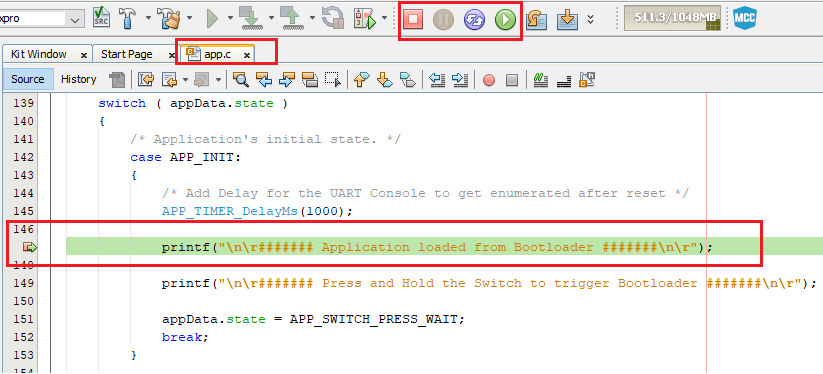 xpro
SRC
511.3/1048MB
MCC
Kit Window x Start Page x app.c x
Source History
139 switch ( appData.state )
140 {
141 /* Application's initial state. */
142 case APP_INIT:
143 {
144 /* Add Delay for the UART Console to get enumerated after reset */
145 APP_TIMER_DelayMs(1000);
146
printf("\n\r####### Application loaded from Bootloader #######\n\r");
148
149 printf("\n\r####### Press and Hold the Switch to trigger Bootloader #######\n\r");
150
151 appData.state = APP_SWITCH_PRESS_WAIT;
152 break;
153 }
154